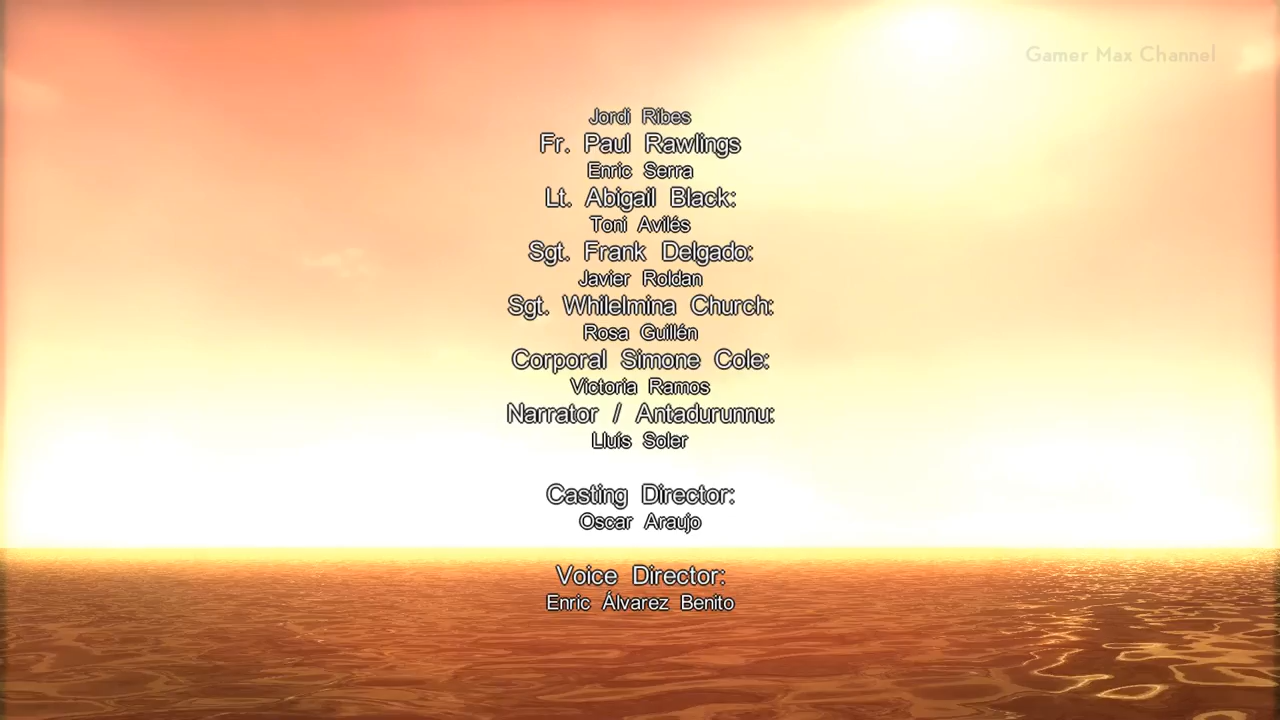 Gamer Max Channel
Jordi Ribes
Fr. Paul Rawlings
Enric Serra
Lt. Abigail Black:
Toni Avilés
Sgt. Frank Delgado:
Javier Roldan
Sgt. Whilelmina Church:
Rosa Guillén
Corporal Simone Cole:
Victoria Ramos
Narrator / Antadurunnu:
Lluís Soler
Casting Director:
Oscar Araujo
Voice Director:
Enric Álvarez Benito